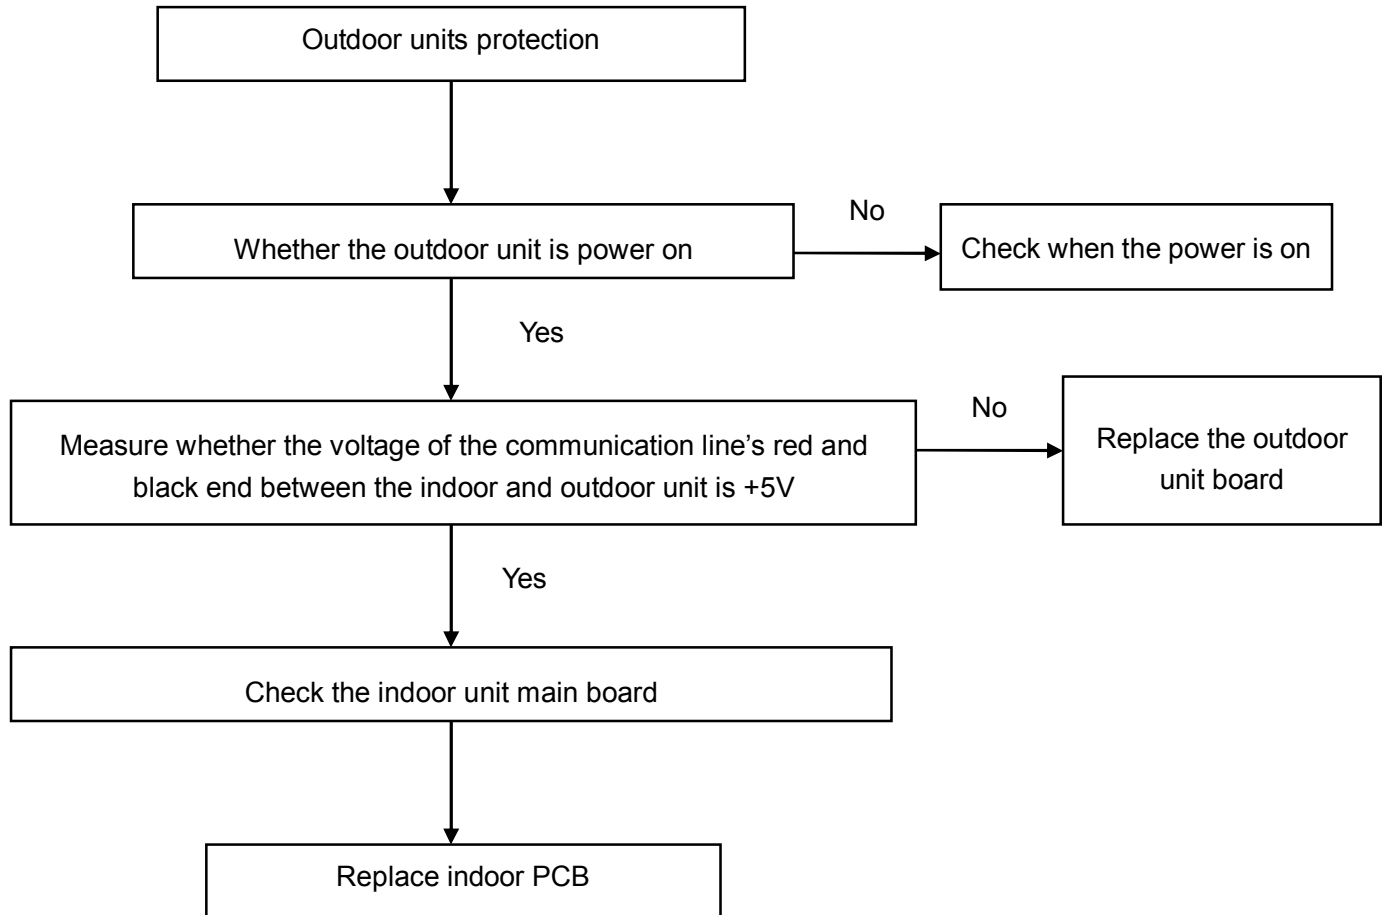 Outdoor units protection
No
Whether the outdoor unit is power on
Check when the power is on
Yes
No
Measure whether the voltage of the communication line’s red and
black end between the indoor and outdoor unit is +5V
Replace the outdoor
unit board
Yes
Check the indoor unit main board
Replace indoor PCB